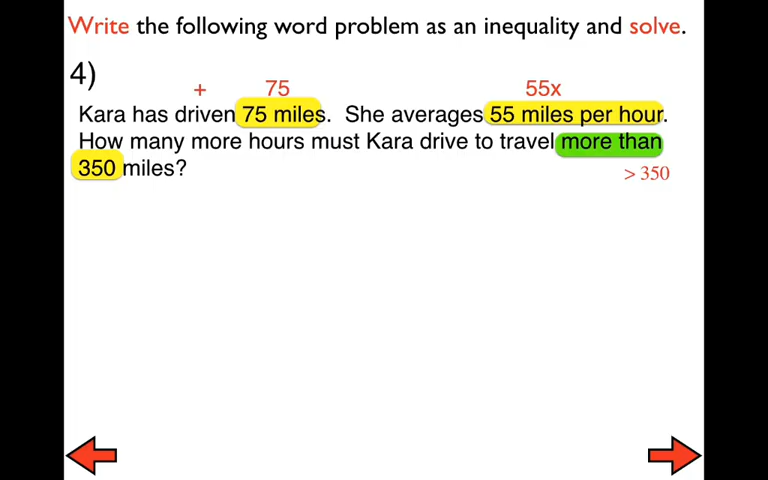 Write the following word problem as an inequality and solve.
4)
+ 75 55x
Kara has driven 75 miles. She averages 55 miles per hour.
How many more hours must Kara drive to travel more than
350 miles?
> 350